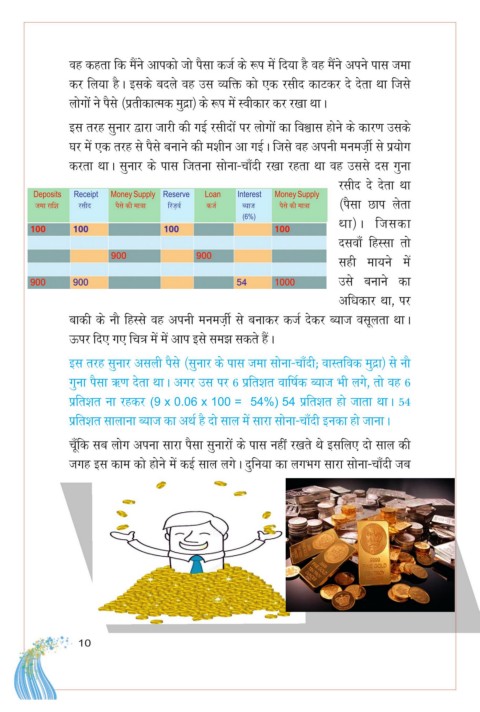 वह कहता कि मैंने आपको जो पैसा कर्ज के रूप में दिया है वह मैंने अपने पास जमा
कर लिया है। इसके बदले वह उस व्यक्ति को एक रसीद काटकर दे देता था जिसे
लोगों ने पैसे (प्रतीकात्मक मुद्रा) के रूप में स्वीकार कर रखा था।
इस तरह सुनार द्वारा जारी की गई रसीदों पर लोगों का विश्वास होने के कारण उसके
घर में एक तरह से पैसे बनाने की मशीन आ गई। जिसे वह अपनी मनमर्ज़ी से प्रयोग
करता था। सुनार के पास जितना सोना-चाँदी रखा रहता था वह उससे दस गुना
रसीद दे देता था
(पैसा छाप लेता
था)। जिसका
दसवाँ हिस्सा तो
सही मायने में
उसे बनाने का
अधिकार था, पर
Deposits Receipt Money Supply Reserve Loan Interest Money Supply
जमा राशि रसीद पैसे की मात्रा रिज़र्व कर्ज ब्याज पैसे की मात्रा
(6%)
100 100 100 100
900 900
900 900 54 1000
बाकी के नौ हिस्से वह अपनी मनमर्ज़ी से बनाकर कर्ज देकर ब्याज वसूलता था।
ऊपर दिए गए चित्र में में आप इसे समझ सकते हैं।
इस तरह सुनार असली पैसे (सुनार के पास जमा सोना-चाँदी; वास्तविक मुद्रा) से नौ
गुना पैसा ऋण देता था। अगर उस पर 6 प्रतिशत वार्षिक ब्याज भी लगे, तो वह 6
प्रतिशत ना रहकर (9 x 0.06 x 100 = 54%) 54 प्रतिशत हो जाता था। 54
प्रतिशत सालाना ब्याज का अर्थ है दो साल में सारा सोना-चाँदी इनका हो जाना।
चूँकि सब लोग अपना सारा पैसा सुनारों के पास नहीं रखते थे इसलिए दो साल की
जगह इस काम को होने में कई साल लगे। दुनिया का लगभग सारा सोना-चाँदी जब
10